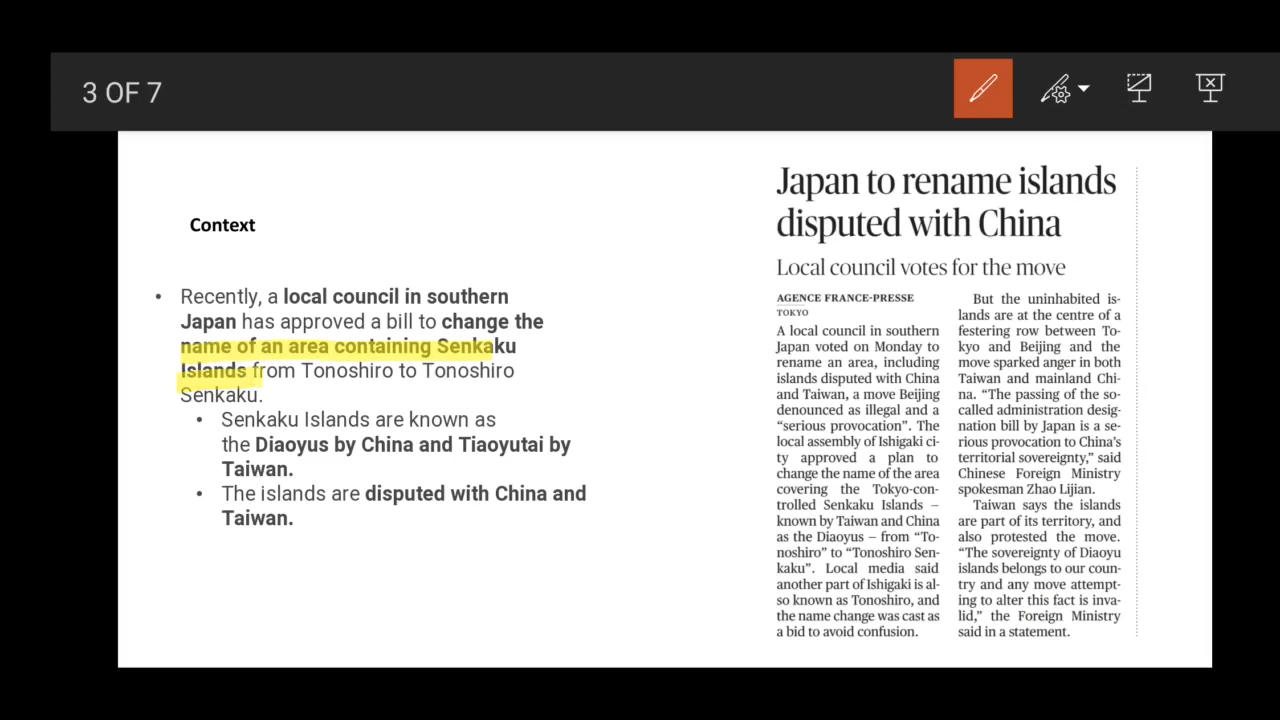 3 OF 7
Context
• Recently, a local council in southern
Japan has approved a bill to change the
name of an area containing Senkaku
Islands from Tonoshiro to Tonoshiro
Senkaku.
• Senkaku Islands are known as
the Diaoyus by China and Tiaoyutai by
Taiwan.
• The islands are disputed with China and
Taiwan.
Japan to rename islands
disputed with China
Local council votes for the move
AGENCE FRANCE-PRESSE
TOKYO
A local council in southern
Japan voted on Monday to
rename an area, including
islands disputed with China
and Taiwan, a move Beijing
denounced as illegal and a
“serious provocation”. The
local assembly of Ishigaki ci-
ty approved a plan to
change the name of the area
covering the Tokyo-con-
trolled Senkaku Islands –
known by Taiwan and China
as the Diaoyus – from “To-
noshiro” to “Tonoshiro Sen-
kaku”. Local media said
another part of Ishigaki is al-
so known as Tonoshiro, and
the name change was cast as
a bid to avoid confusion.
But the uninhabited is-
lands are at the centre of a
festering row between To-
kyo and Beijing and the
move sparked anger in both
Taiwan and mainland Chi-
na. “The passing of the so-
called administration desig-
nation bill by Japan is a se-
rious provocation to China’s
territorial sovereignty,” said
Chinese Foreign Ministry
spokesman Zhao Lijian.
Taiwan says the islands
are part of its territory, and
also protested the move.
“The sovereignty of Diaoyu
islands belongs to our coun-
try and any move attempt-
ing to alter this fact is inva-
lid,” the Foreign Ministry
said in a statement.